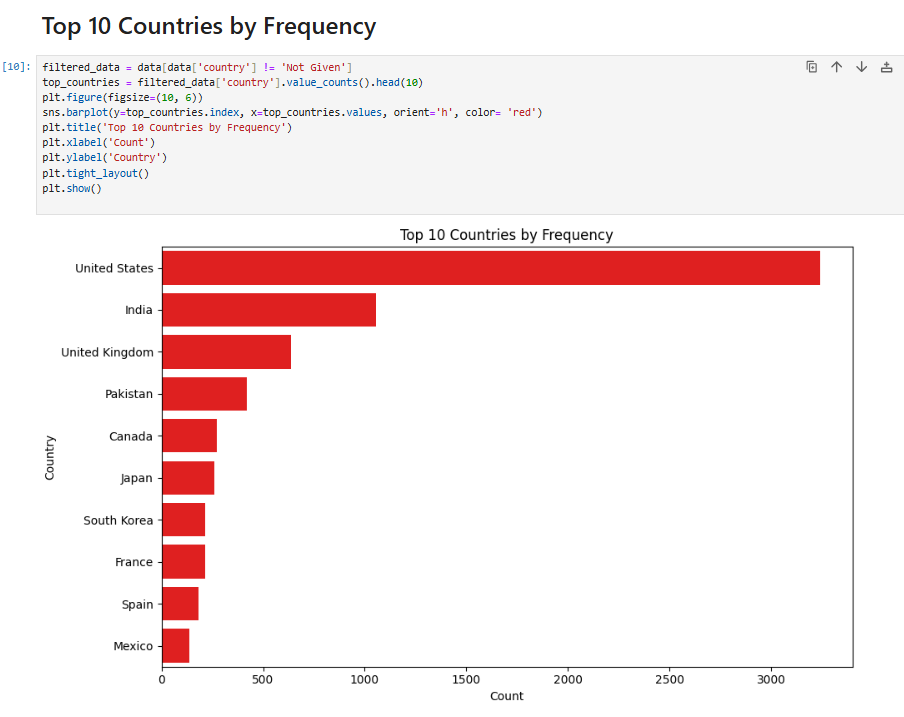 Top 10 Countries by Frequency
[10]:
filtered_data = data[data['country'] != 'Not Given']
top_countries = filtered_data['country'].value_counts().head(10)
plt.figure(figsize=(10, 6))
sns.barplot(y=top_countries.index, x=top_countries.values, orient='h', color= 'red')
plt.title('Top 10 Countries by Frequency')
plt.xlabel('Count')
plt.ylabel('Country')
plt.tight_layout()
plt.show()
Top 10 Countries by Frequency
United States
India
United Kingdom
Pakistan
Canada
Japan
South Korea
France
Spain
Mexico
Country
0 500 1000 1500 2000 2500 3000
Count